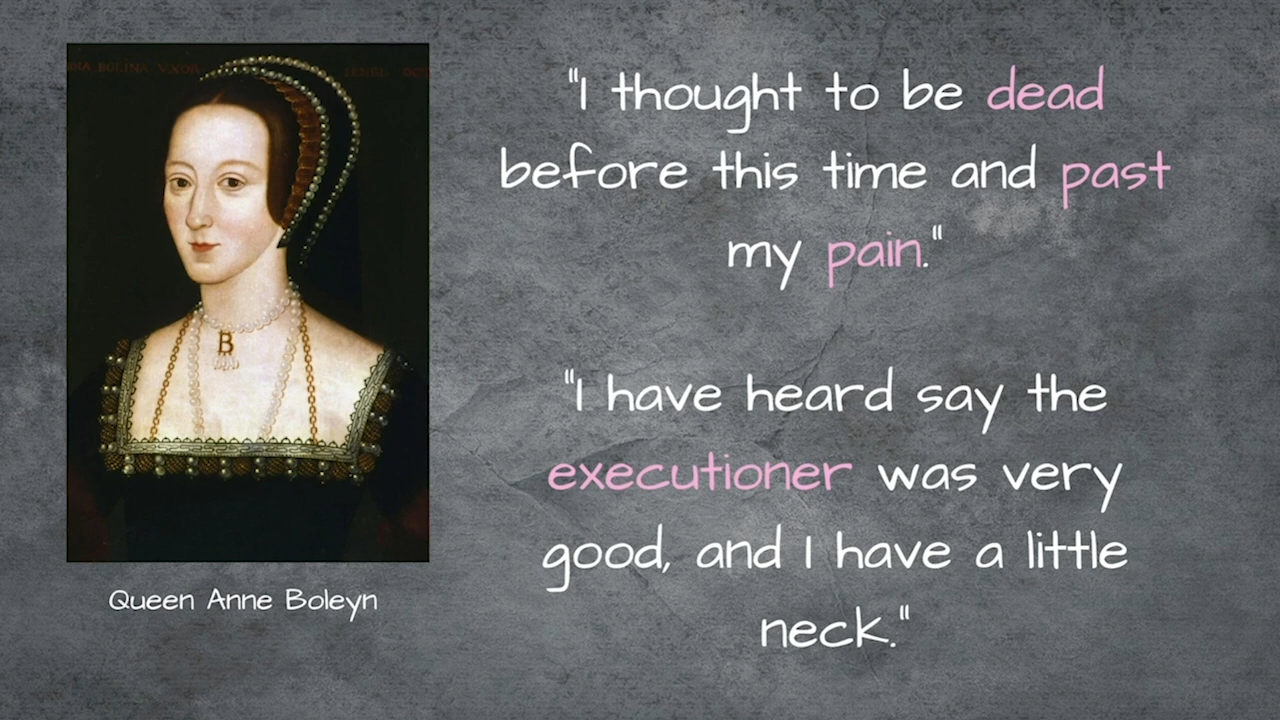 "I thought to be dead
before this time and past
my pain."
"I have heard say the
executioner was very
good, and I have a little
neck."
B
Queen Anne Boleyn